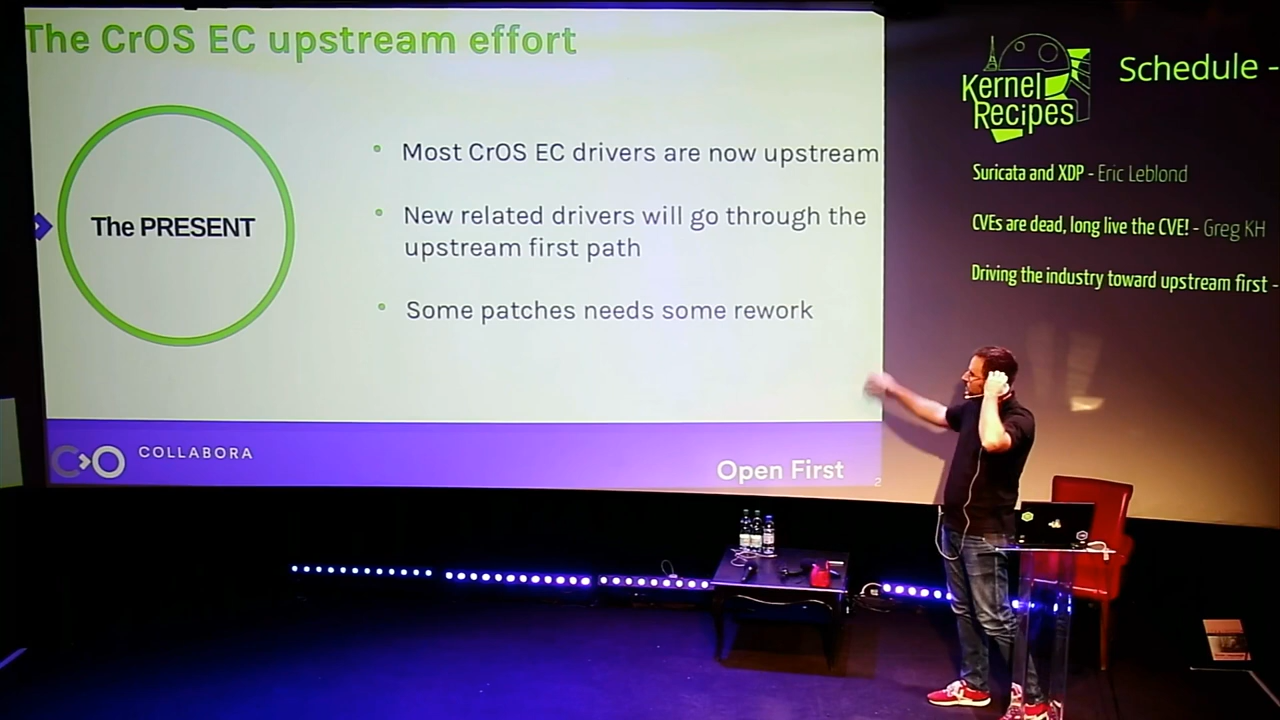 The CrOS EC upstream effort
The PRESENT
Most CrOS EC drivers are now upstream
New related drivers will go through the
upstream first path
Some patches needs some rework
COLLABORA
Open First
2
Kernel
Recipes
Schedule -
Suricata and XDP - Eric Leblond
CVEs are dead, long live the CVE! - Greg KH
Driving the industry toward upstream first -